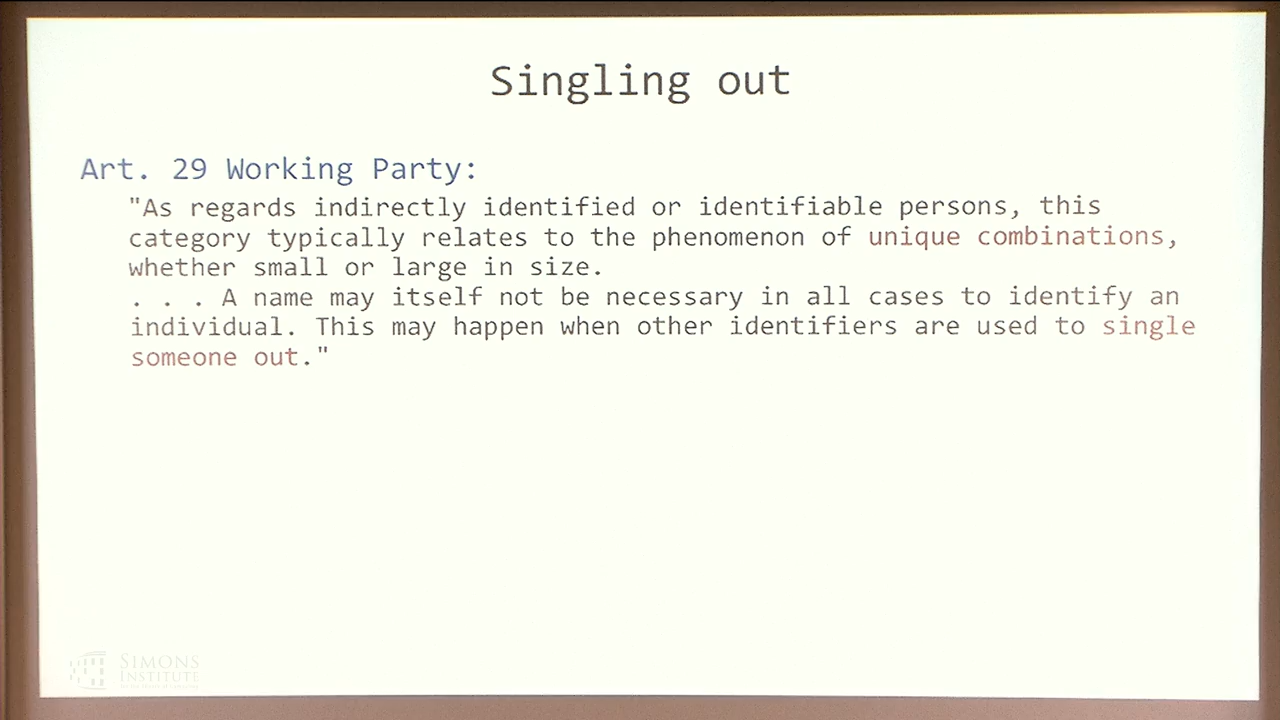 Singling out
Art. 29 Working Party:
"As regards indirectly identified or identifiable persons, this
category typically relates to the phenomenon of unique combinations,
whether small or large in size.
. . . A name may itself not be necessary in all cases to identify an
individual. This may happen when other identifiers are used to single
someone out."
SIMONS
INSTITUTE